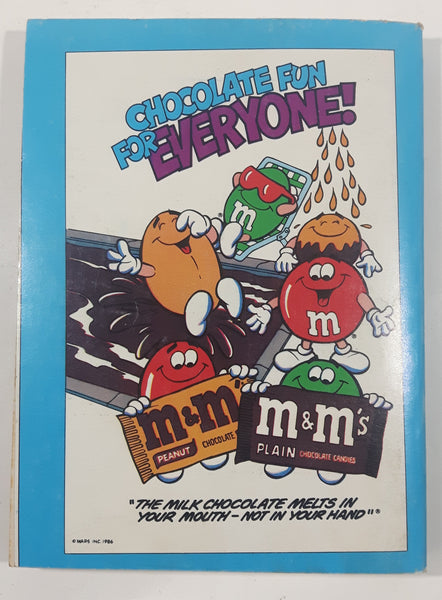 CHOCOLATE FUN
FOR EVERYONE!
m
m
m&m's
PEANUT
CHOCOLATE
m&m's
PLAIN CHOCOLATE CANDIES
"THE MILK CHOCOLATE MELTS IN
YOUR MOUTH - NOT IN YOUR HAND"®
© MARS INC. 1986